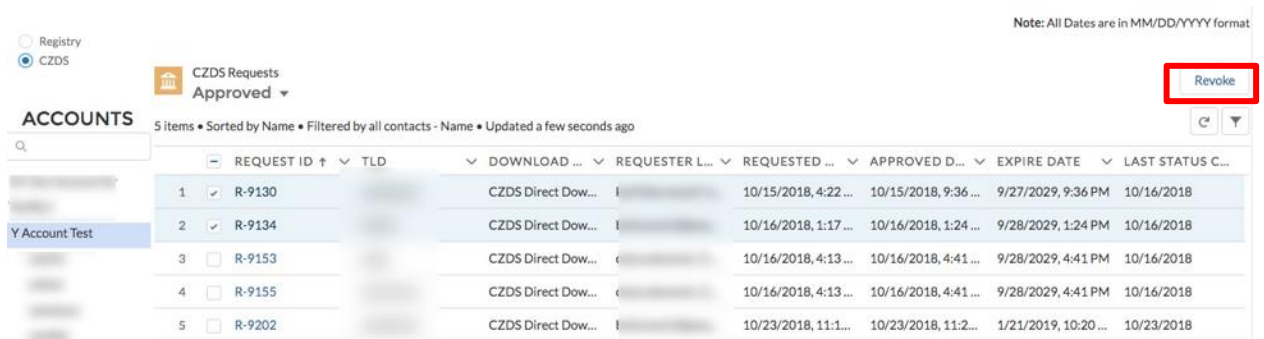 Note: All Dates are in MM/DD/YYYY format
Registry
CZDS
CZDS Requests
Approved
Revoke
ACCOUNTS
5 items • Sorted by Name • Filtered by all contacts - Name • Updated a few seconds ago
REQUEST ID ↑ TLD DOWNLOAD ... REQUESTER L... REQUESTED ... APPROVED D... EXPIRE DATE LAST STATUS C...
1 R-9130 CZDS Direct Dow... 10/15/2018, 4:22 ... 10/15/2018, 9:36 ... 9/27/2029, 9:36 PM 10/16/2018
Y Account Test
2 R-9134 CZDS Direct Dow... 10/16/2018, 1:17 ... 10/16/2018, 1:24 ... 9/28/2029, 1:24 PM 10/16/2018
3 R-9153 CZDS Direct Dow... 10/16/2018, 4:13 ... 10/16/2018, 4:41 ... 9/28/2029, 4:41 PM 10/16/2018
4 R-9155 CZDS Direct Dow... 10/16/2018, 4:13 ... 10/16/2018, 4:41 ... 9/28/2029, 4:41 PM 10/16/2018
5 R-9202 CZDS Direct Dow... 10/23/2018, 11:1... 10/23/2018, 11:2... 1/21/2019, 10:20 ... 10/23/2018